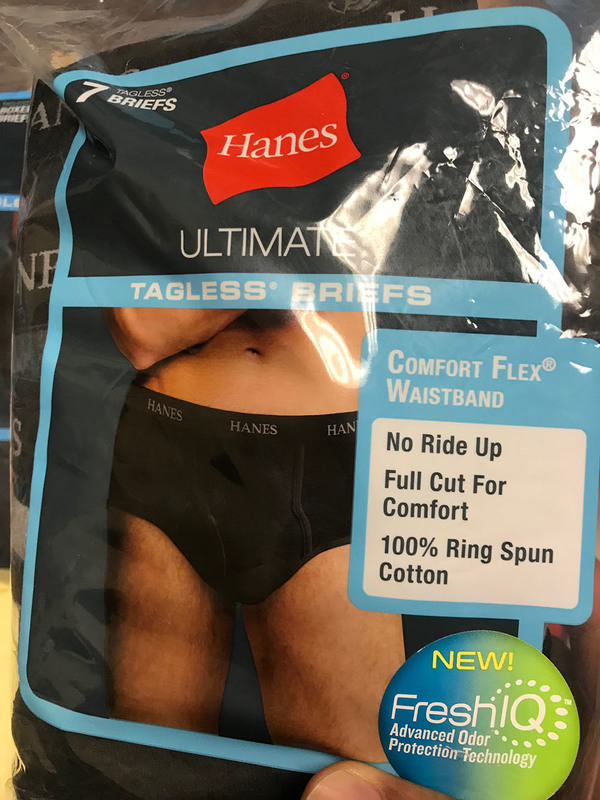 7 TAGLESS®
BRIEFS
Hanes®
ULTIMATE
TAGLESS® BRIEFS
COMFORT FLEX®
WAISTBAND
No Ride Up
Full Cut For
Comfort
100% Ring Spun
Cotton
HANES HANES HAN
NEW!
FreshIQ™
Advanced Odor
Protection Technology